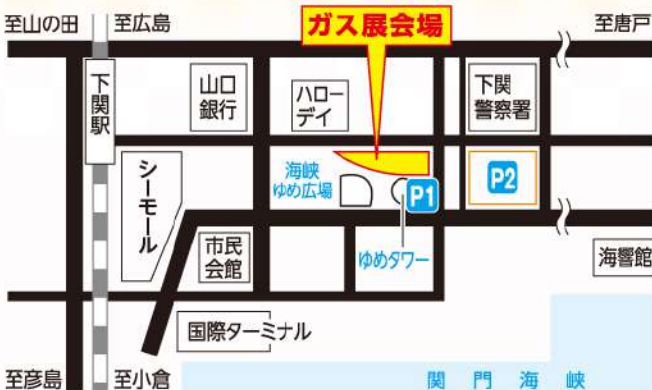 至山の田
至広島
ガス展会場
至唐戸
下関駅
山口
銀行
ハロー
デイ
下関
警察署
シーモール
海峡
ゆめ広場
P1
P2
市民
会館
ゆめタワー
海響館
国際ターミナル
至彦島
至小倉
関門海峡